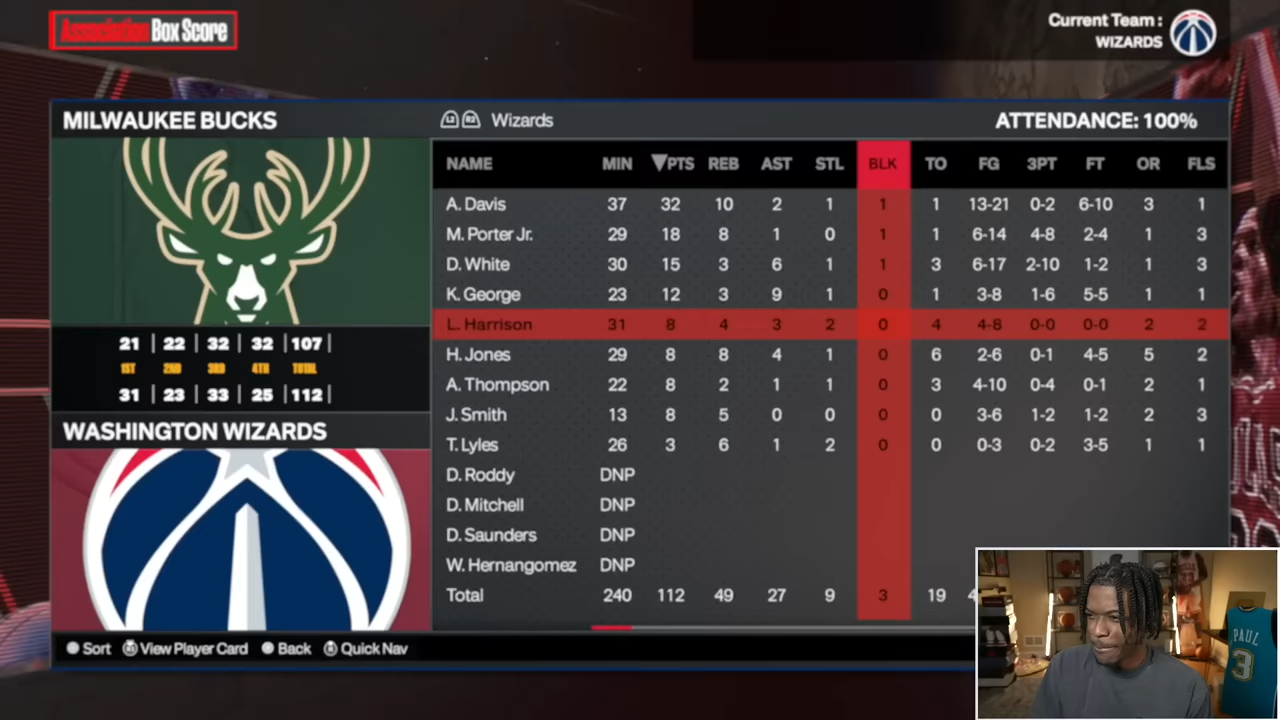 Association Box Score
Current Team :
WIZARDS
MILWAUKEE BUCKS
L2 R2 Wizards
ATTENDANCE: 100%
NAME MIN ▼PTS REB AST STL BLK TO FG 3PT FT OR FLS
A. Davis 37 32 10 2 1 1 1 13-21 0-2 6-10 3 1
M. Porter Jr. 29 18 8 1 0 1 1 6-14 4-8 2-4 1 3
D. White 30 15 3 6 1 1 3 6-17 2-10 1-2 1 3
K. George 23 12 3 9 1 0 1 3-8 1-6 5-5 1 1
L. Harrison 31 8 4 3 2 0 4 4-8 0-0 0-0 2 2
H. Jones 29 8 8 4 1 0 6 2-6 0-1 4-5 5 2
A. Thompson 22 8 2 1 1 0 3 4-10 0-4 0-1 2 1
J. Smith 13 8 5 0 0 0 0 3-6 1-2 1-2 2 3
T. Lyles 26 3 6 1 2 0 0 0-3 0-2 3-5 1 1
D. Roddy DNP
D. Mitchell DNP
D. Saunders DNP
W. Hernangomez DNP
Total 240 112 49 27 9 3 19 4
21 | 22 | 32 | 32 | 107 |
1ST 2ND 3RD 4TH TOTAL
31 | 23 | 33 | 25 | 112 |
WASHINGTON WIZARDS
Sort View Player Card Back Quick Nav
PAUL
3